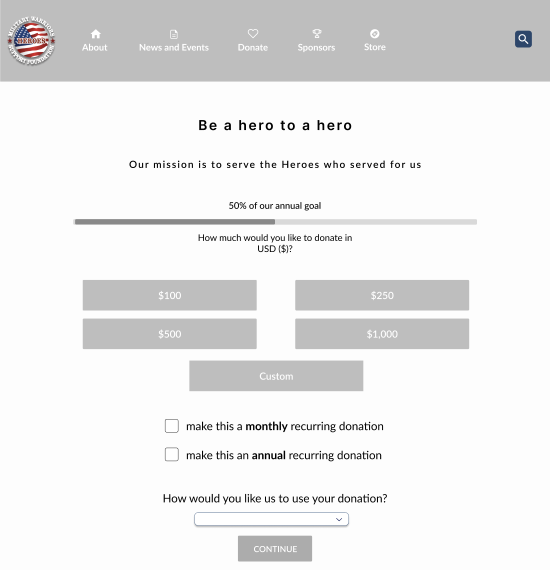 MILITARY WARRIORS
HEROES
SUPPORT FOUNDATION
About
News and Events
Donate
Sponsors
Store
Be a hero to a hero
Our mission is to serve the Heroes who served for us
50% of our annual goal
How much would you like to donate in
USD ($)?
$100
$250
$500
$1,000
Custom
make this a monthly recurring donation
make this an annual recurring donation
How would you like us to use your donation?
CONTINUE